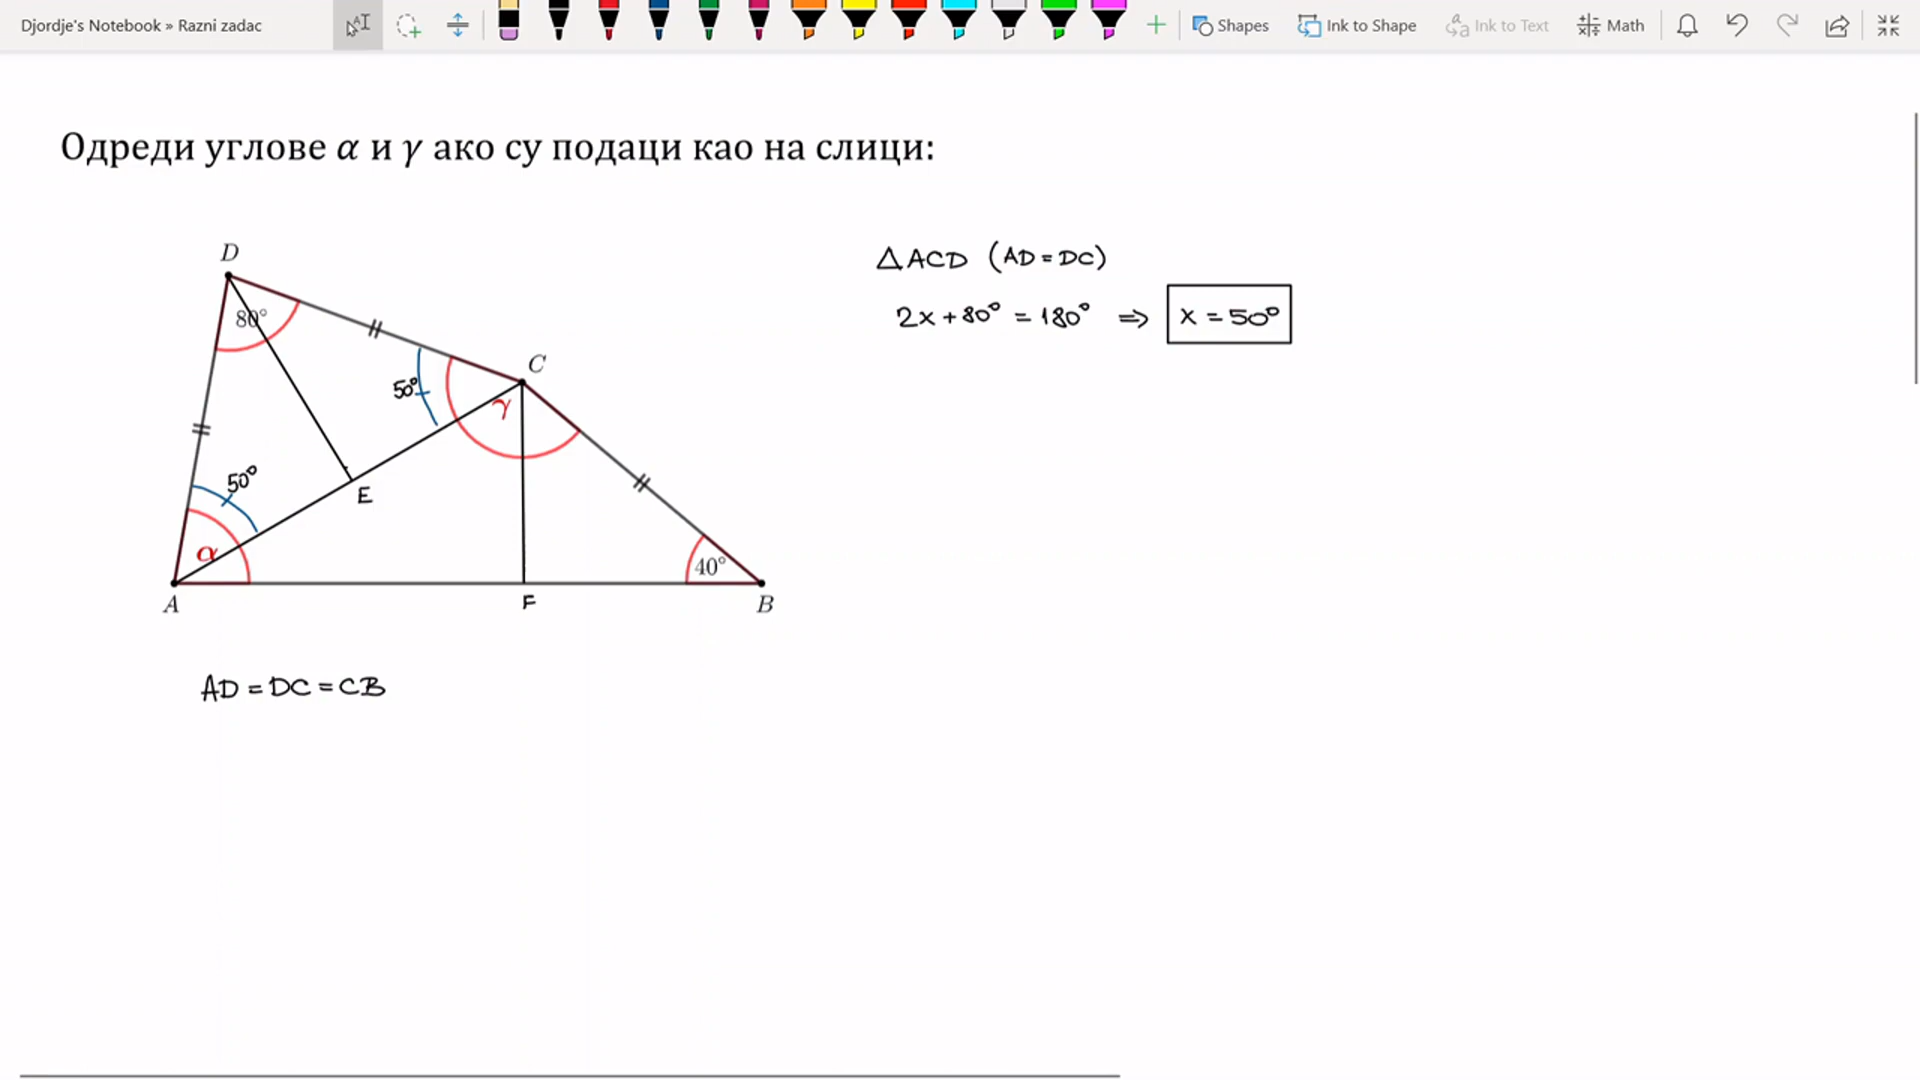 Djordje's Notebook » Razni zadac
Shapes
Ink to Shape
Ink to Text
Math
Одреди углове α и γ ако су подаци као на слици:
D
80°
C
50°
γ
50°
E
α
40°
A
F
B
AD = DC = CB
△ACD (AD = DC)
2x + 80° = 180° ⇒ x = 50°